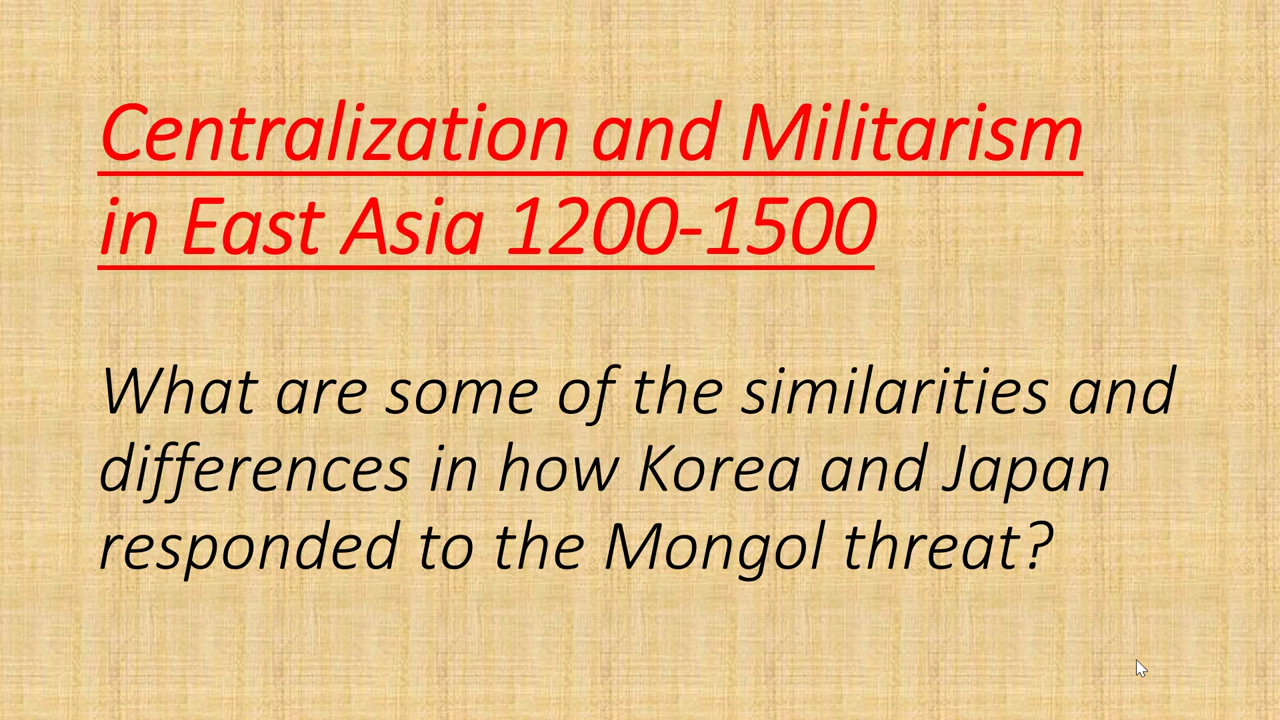 Centralization and Militarism
in East Asia 1200-1500
What are some of the similarities and
differences in how Korea and Japan
responded to the Mongol threat?